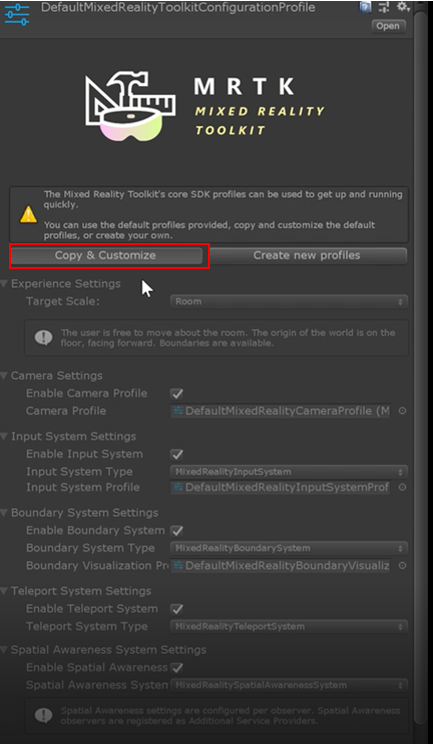 DefaultMixedRealityToolkitConfigurationProfile
Open
MRTK
MIXED REALITY
TOOLKIT
The Mixed Reality Toolkit's core SDK profiles can be used to get up and running
quickly.
You can use the default profiles provided, copy and customize the default
profiles, or create your own.
Copy & Customize
Create new profiles
Experience Settings
Target Scale:
Room
The user is free to move about the room. The origin of the world is on the
floor, facing forward. Boundaries are available.
Camera Settings
Enable Camera Profile
Camera Profile
DefaultMixedRealityCameraProfile (M
Input System Settings
Enable Input System
Input System Type
MixedRealityInputSystem
Input System Profile
DefaultMixedRealityInputSystemProf
Boundary System Settings
Enable Boundary System
Boundary System Type
MixedRealityBoundarySystem
Boundary Visualization Pr
DefaultMixedRealityBoundaryVisualiz
Teleport System Settings
Enable Teleport System
Teleport System Type
MixedRealityTeleportSystem
Spatial Awareness System Settings
Enable Spatial Awareness
Spatial Awareness System
MixedRealitySpatialAwarenessSystem
Spatial Awareness settings are configured per observer. Spatial Awareness
observers are registered as Additional Service Providers.